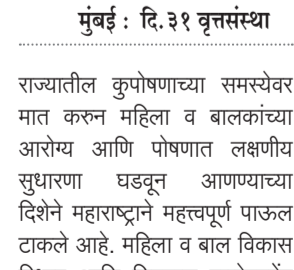 मुंबई : दि.३१ वृत्तसंस्था
राज्यातील कुपोषणाच्या समस्येवर
मात करुन महिला व बालकांच्या
आरोग्य आणि पोषणात लक्षणीय
सुधारणा घडवून आणण्याच्या
दिशेने महाराष्ट्राने महत्त्वपूर्ण पाऊल
टाकले आहे. महिला व बाल विकास